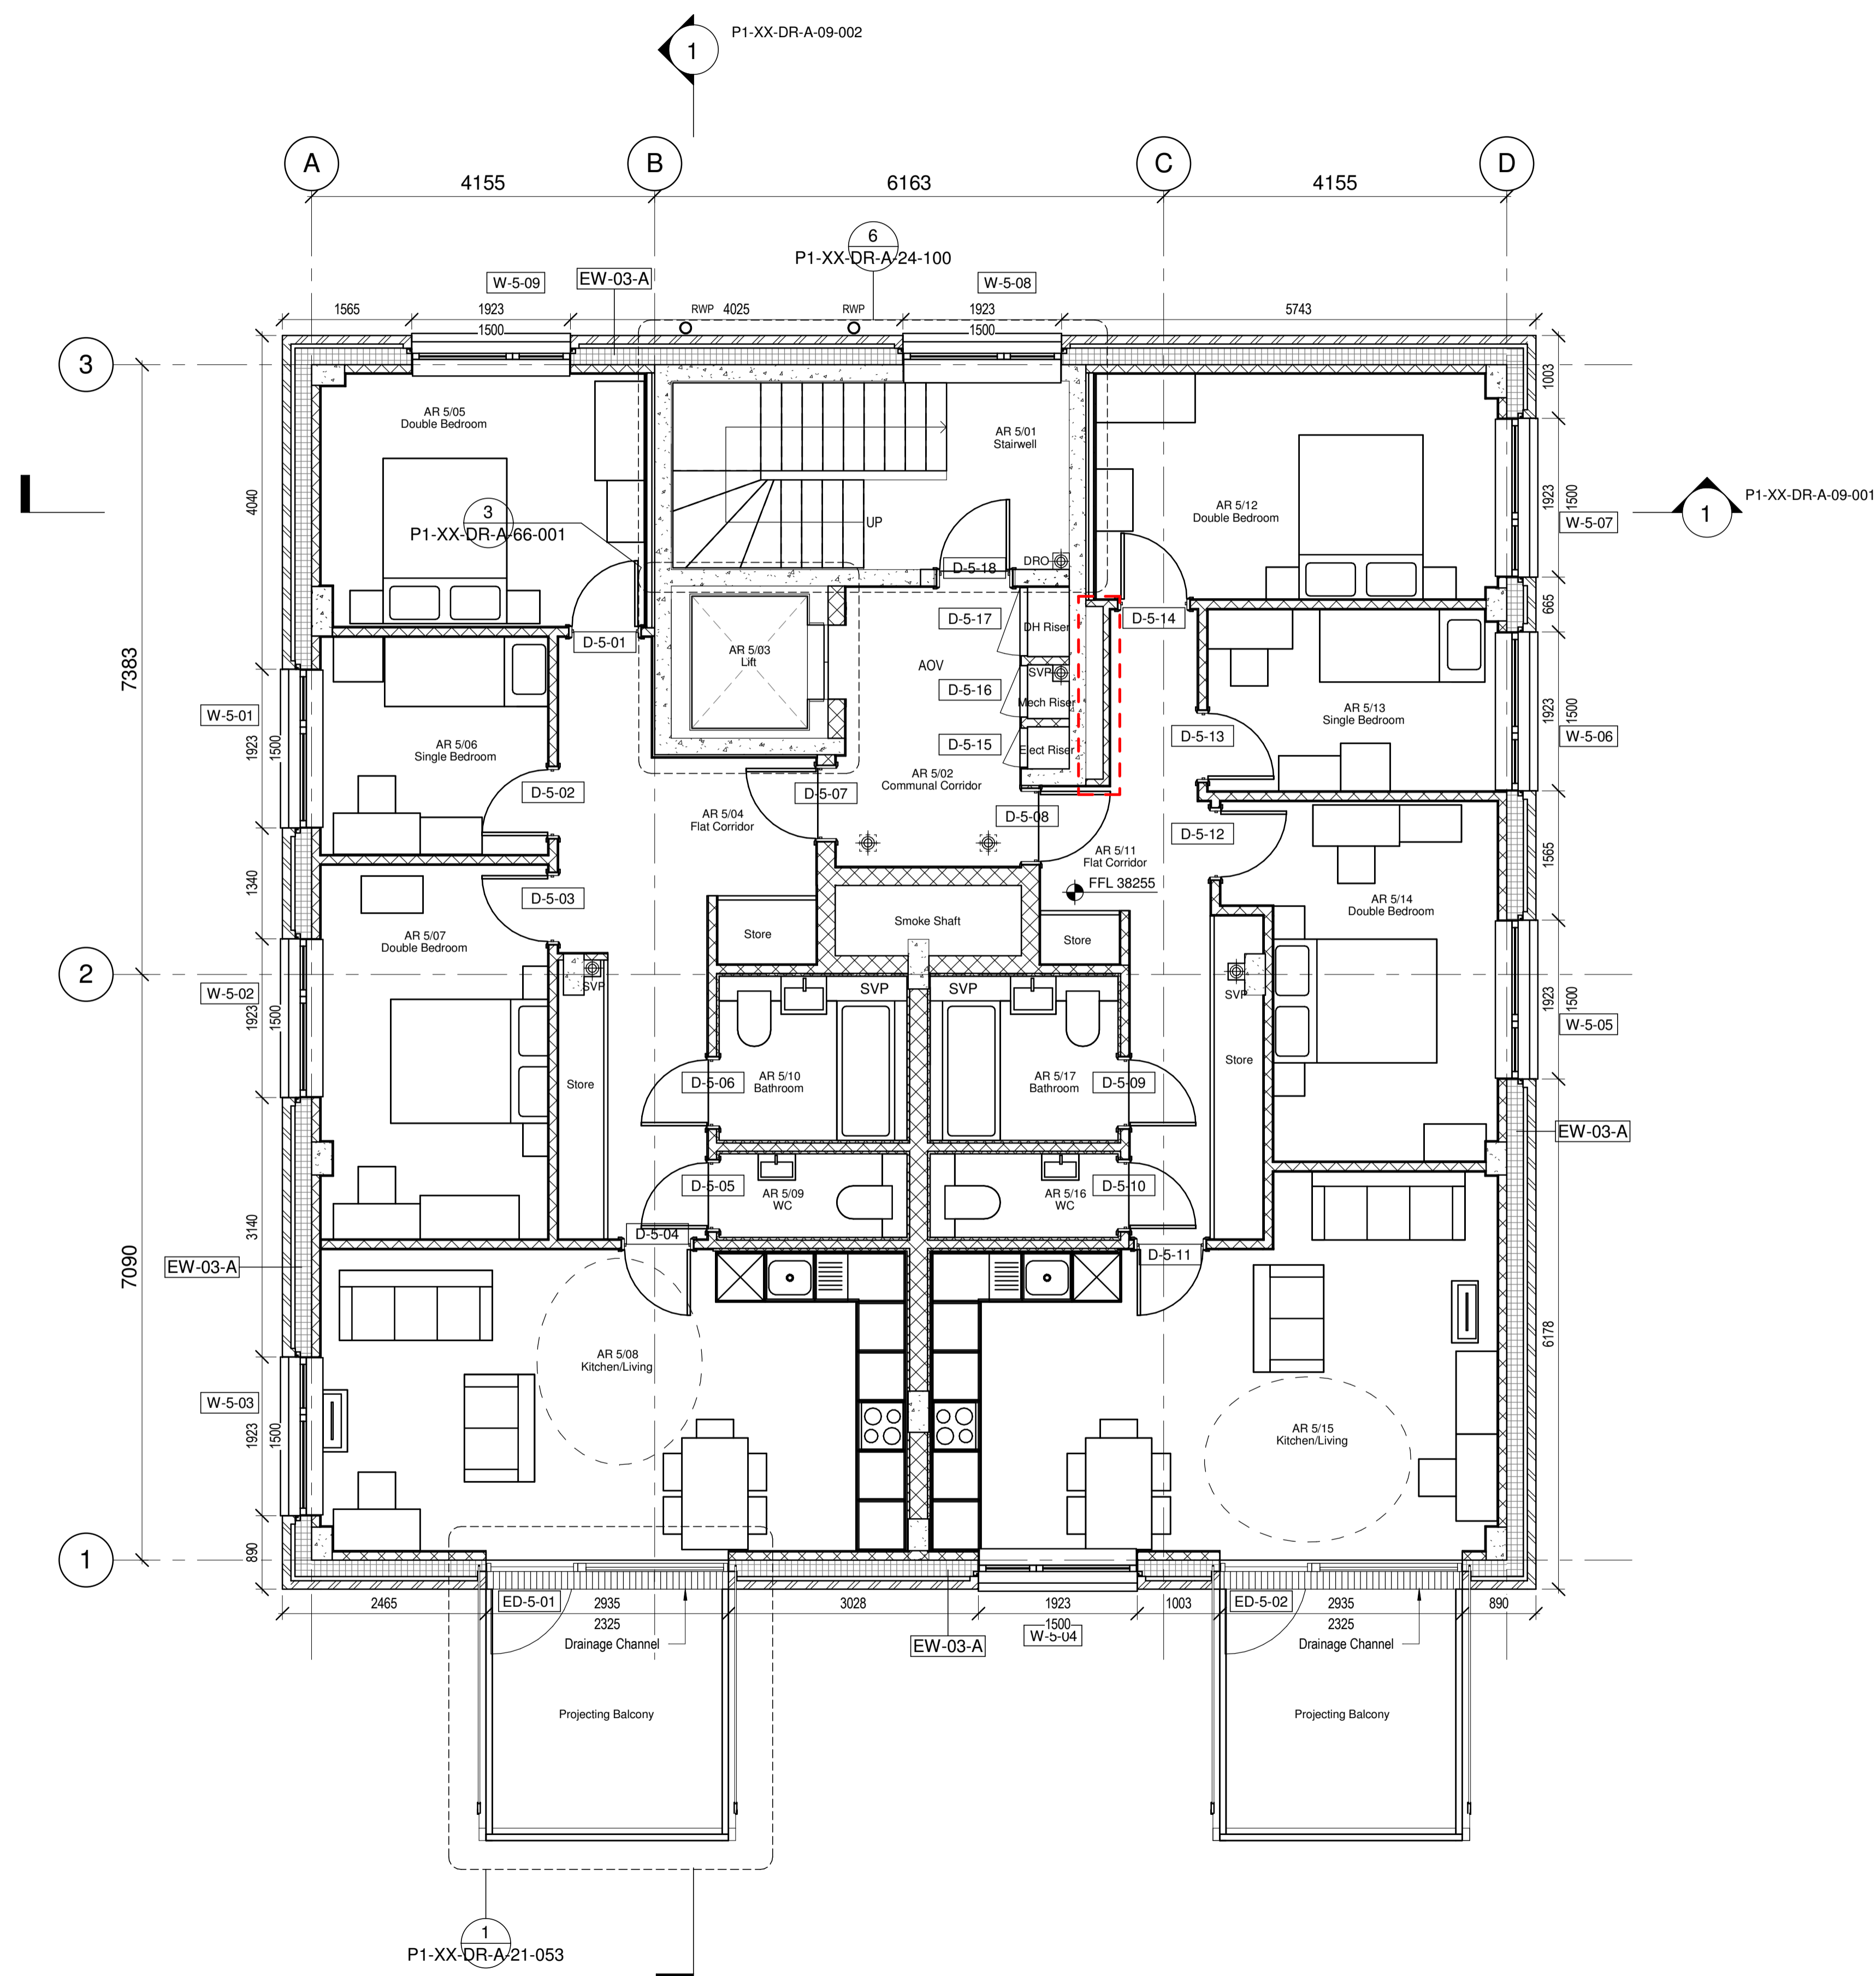 1
P1-XX-DR-A-09-002
A
B
C
D
4155
6163
4155
6
P1-XX-DR-A-24-100
W-5-09
EW-03-A
W-5-08
1565
1923
RWP
4025
RWP
1923
5743
1500
1500
3
1003
AR 5/05
Double Bedroom
AR 5/01
Stairwell
4040
3
P1-XX-DR-A-66-001
UP
AR 5/12
Double Bedroom
1923
1500
W-5-07
1
P1-XX-DR-A-09-001
DRO
D-5-18
665
D-5-01
D-5-17
DH Riser
D-5-14
7383
AR 5/03
Lift
AOV
SVP
D-5-16
Mech Riser
W-5-01
1923
1500
AR 5/06
Single Bedroom
D-5-15
Elect Riser
D-5-13
AR 5/13
Single Bedroom
1923
1500
W-5-06
AR 5/02
Communal Corridor
D-5-02
D-5-07
AR 5/04
Flat Corridor
D-5-08
D-5-12
1565
1340
AR 5/11
Flat Corridor
FFL 38255
D-5-03
AR 5/14
Double Bedroom
AR 5/07
Double Bedroom
Store
Smoke Shaft
Store
2
W-5-02
1923
1500
SVP
SVP
SVP
SVP
1923
1500
W-5-05
Store
D-5-06
AR 5/10
Bathroom
AR 5/17
Bathroom
D-5-09
Store
EW-03-A
D-5-05
AR 5/09
WC
AR 5/16
WC
D-5-10
3140
D-5-04
D-5-11
7090
EW-03-A
6178
AR 5/08
Kitchen/Living
W-5-03
1923
1500
AR 5/15
Kitchen/Living
1
890
2465
ED-5-01
2935
3028
1923
1003
ED-5-02
2935
890
2325
1500
2325
Drainage Channel
EW-03-A
W-5-04
Drainage Channel
Projecting Balcony
Projecting Balcony
1
P1-XX-DR-A-21-053